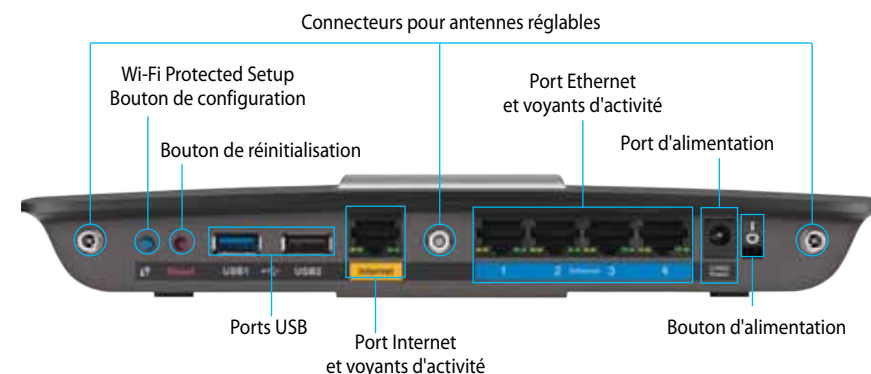 Connecteurs pour antennes réglables
Wi-Fi Protected Setup
Bouton de configuration
Port Ethernet
et voyants d'activité
Bouton de réinitialisation
Port d'alimentation
Reset
USB1
USB2
Internet
1
2
Ethernet
3
4
Ports USB
Port Internet
et voyants d'activité
Bouton d'alimentation